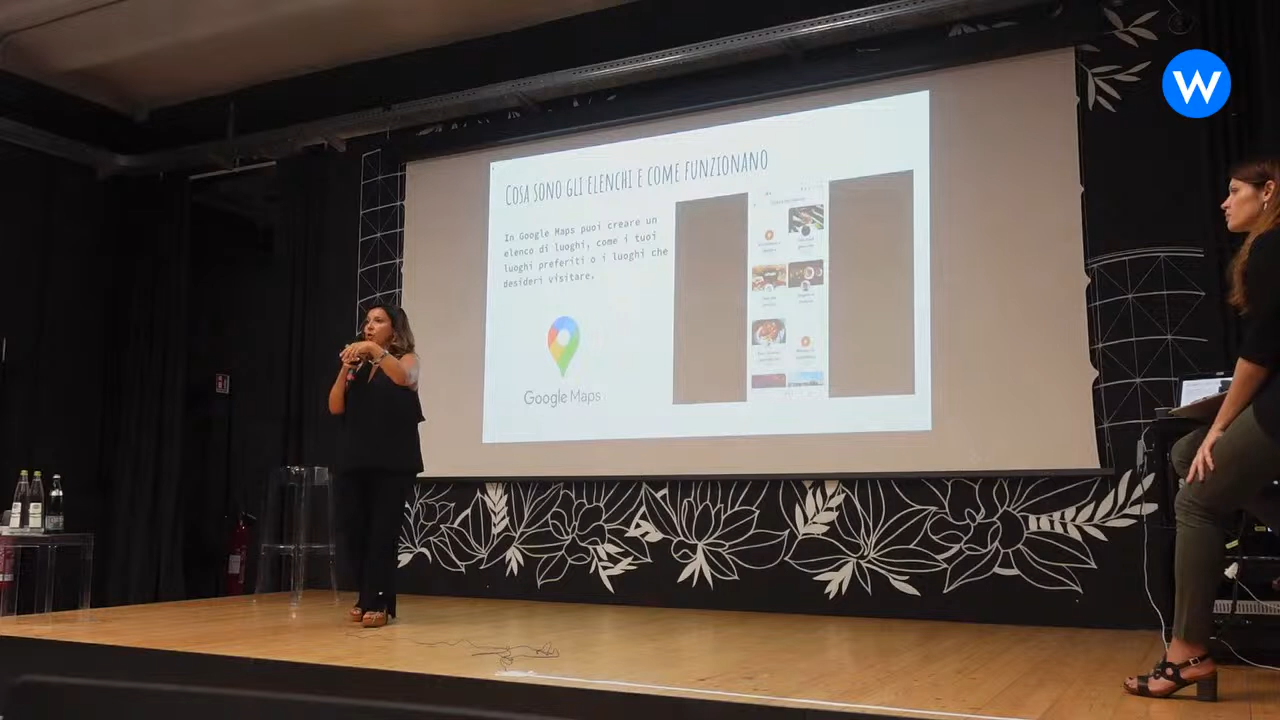 W
COSA SONO GLI ELENCHI E COME FUNZIONANO
In Google Maps puoi creare un
elenco di luoghi, come i tuoi
luoghi preferiti o i luoghi che
desideri visitare.
Google Maps